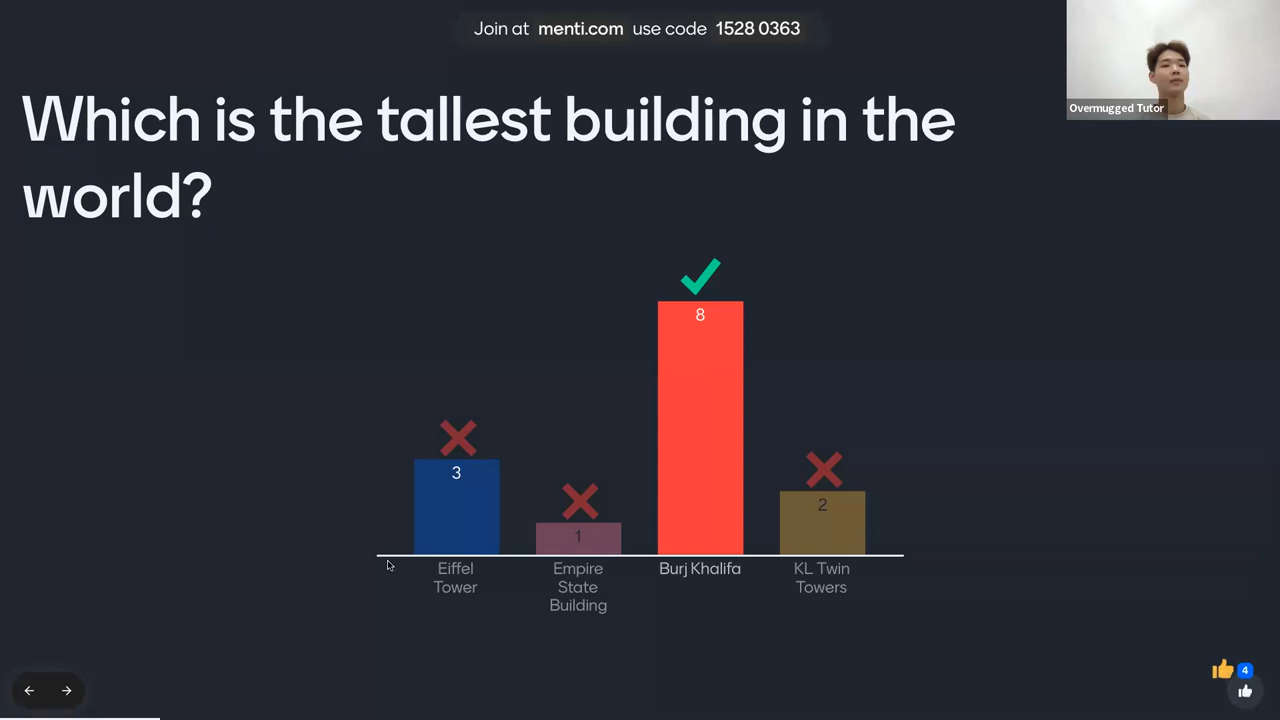 Join at menti.com use code 1528 0363
Overmugged Tutor
Which is the tallest building in the
world?
8
3
2
1
Eiffel
Tower
Empire
State
Building
Burj Khalifa
KL Twin
Towers
4